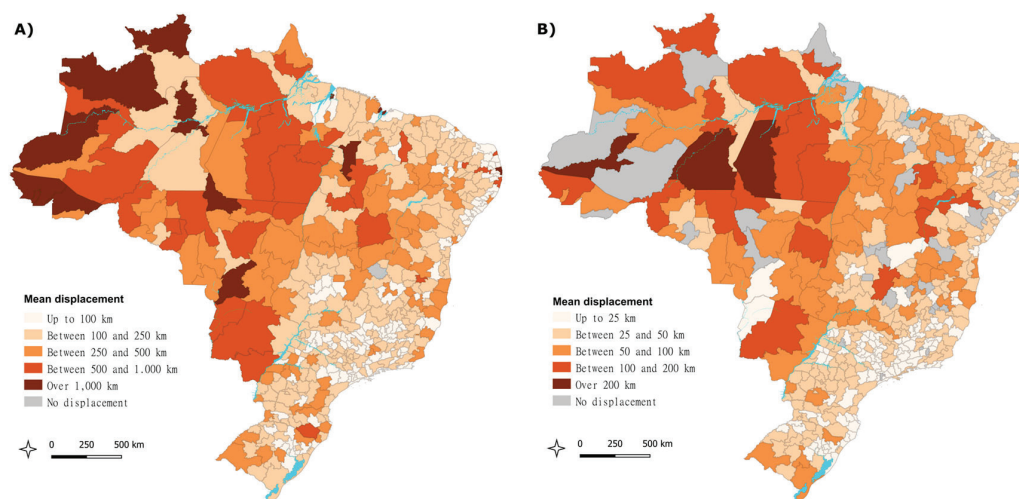 A)
Mean displacement
Up to 100 km
Between 100 and 250 km
Between 250 and 500 km
Between 500 and 1.000 km
Over 1,000 km
No displacement
0 250 500 km
B)
Mean displacement
Up to 25 km
Between 25 and 50 km
Between 50 and 100 km
Between 100 and 200 km
Over 200 km
No displacement
0 250 500 km